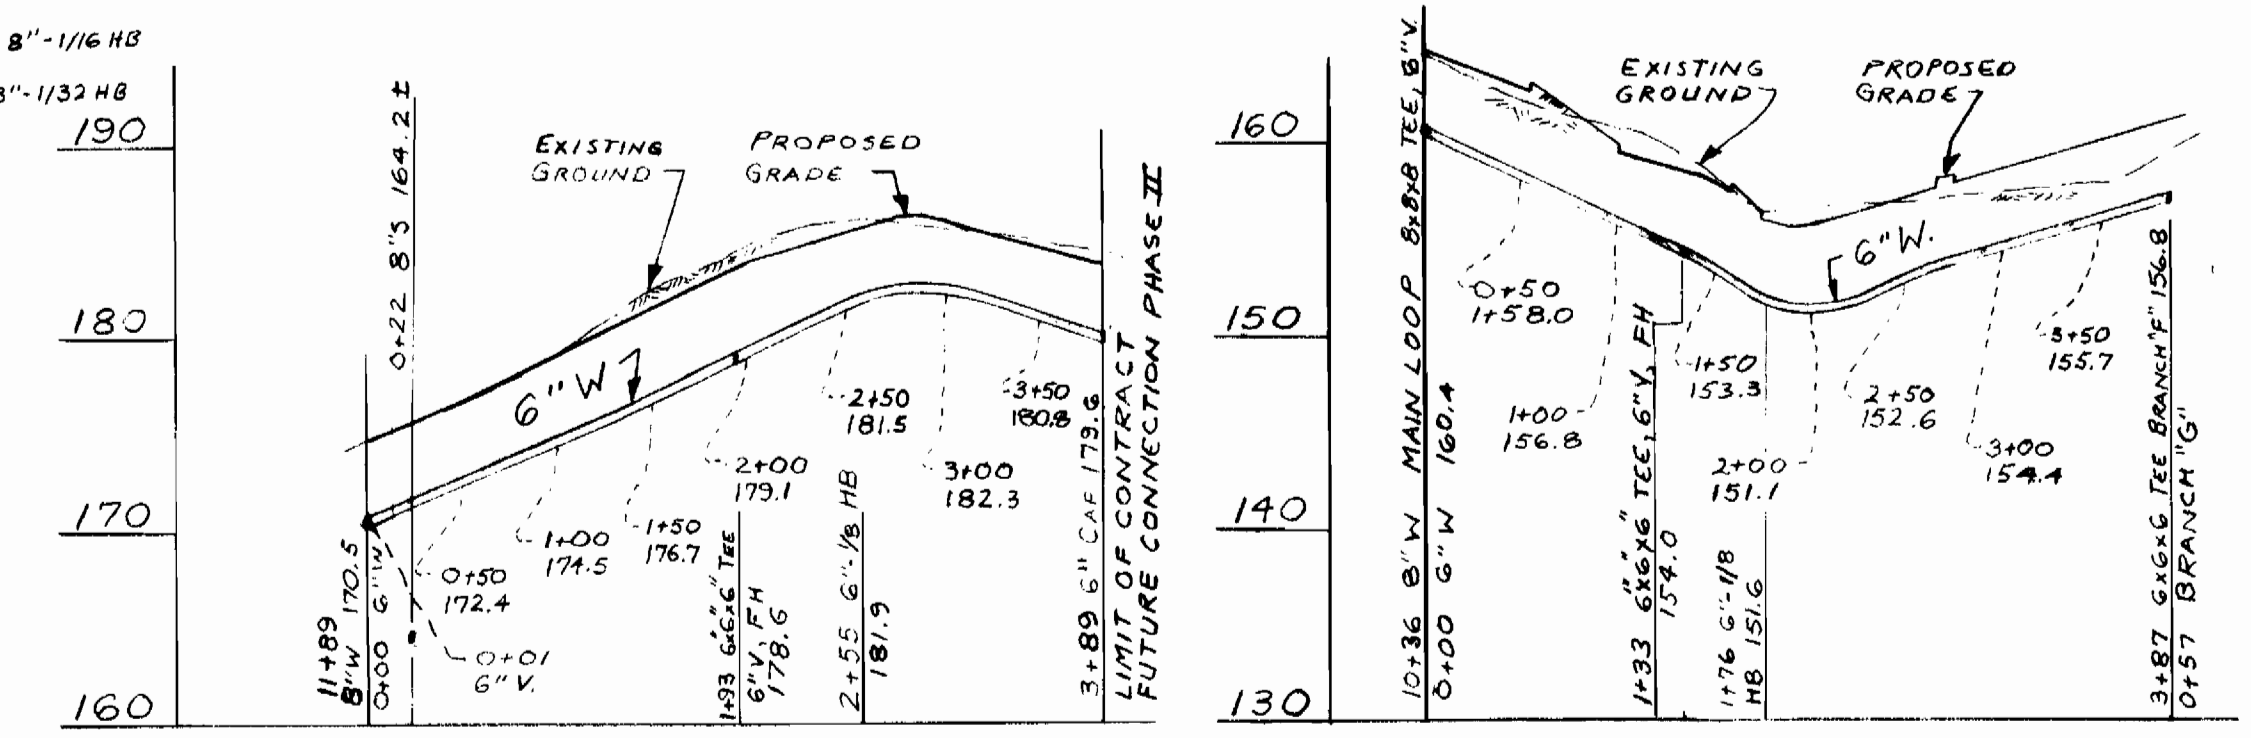 8"-1/16 HB
8"-1/32 HB
190
180
170
160
0+22 8"S 164.2±
EXISTING
GROUND
PROPOSED
GRADE
6" W
11+89
8"W 170.5
0+00 6"W
0+01
6" V.
0+50
172.4
1+00
174.5
1+50
176.7
2+00
179.1
1+93 6x6x6" TEE
6"V, FH
178.6
2+50
181.5
2+55 6"-1/8 HB
181.9
3+00
182.3
3+50
180.8
3+89 6" CAP 179.6
LIMIT OF CONTRACT
FUTURE CONNECTION PHASE II
160
150
140
130
10+36 8"W MAIN LOOP 8x8x8 TEE, 8"V.
0+00 6"W 160.4
EXISTING
GROUND
PROPOSED
GRADE
6"W.
0+50
1+58.0
1+00
156.8
1+33 6"x6"x6" TEE, 6"V, FH
154.0
1+50
153.3
1+76 6"-1/8
HB 151.6
2+00
151.1
2+50
152.6
3+00
154.4
3+50
155.7
3+87 6x6x6 TEE BRANCH "F" 156.8
0+57 BRANCH "G"